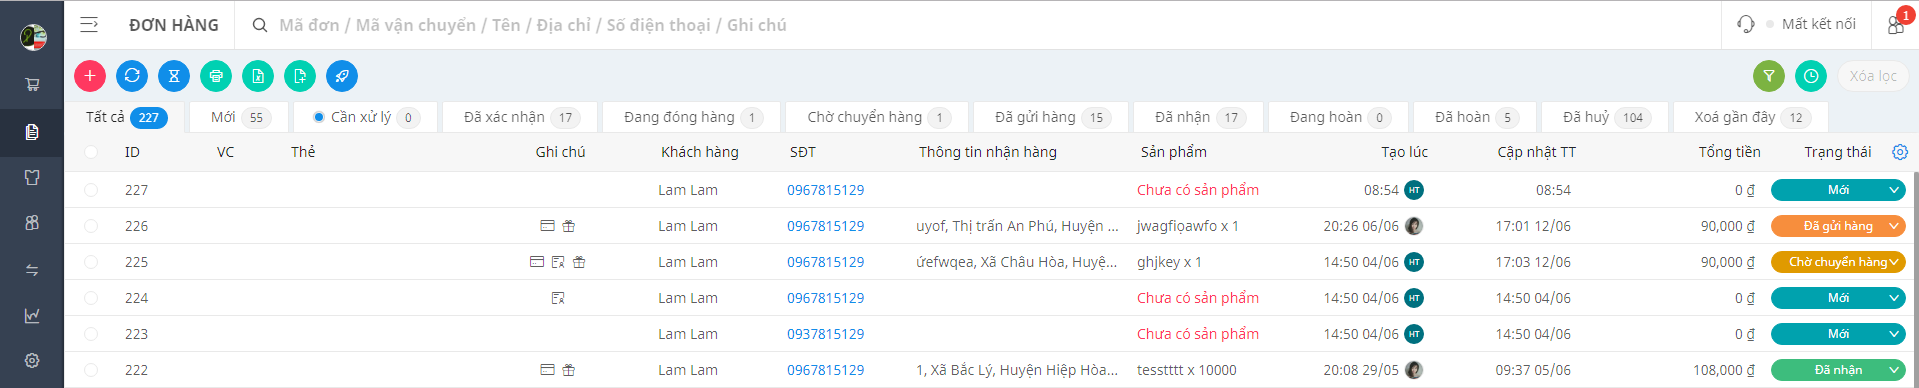 ĐƠN HÀNG Mã đơn / Mã vận chuyển / Tên / Địa chỉ / Số điện thoại / Ghi chú Mất kết nối 1
Xóa lọc
Tất cả 227 Mới 55 Cần xử lý 0 Đã xác nhận 17 Đang đóng hàng 1 Chờ chuyển hàng 1 Đã gửi hàng 15 Đã nhận 17 Đang hoàn 0 Đã hoàn 5 Đã huỷ 104 Xoá gần đây 12
ID VC Thẻ Ghi chú Khách hàng SĐT Thông tin nhận hàng Sản phẩm Tạo lúc Cập nhật TT Tổng tiền Trạng thái
227 Lam Lam 0967815129 Chưa có sản phẩm 08:54 HT 08:54 0 ₫ Mới
226 Lam Lam 0967815129 uyof, Thị trấn An Phú, Huyện ... jwagfiọawfo x 1 20:26 06/06 17:01 12/06 90,000 ₫ Đã gửi hàng
225 Lam Lam 0967815129 ứefwqea, Xã Châu Hòa, Huyệ... ghjkey x 1 14:50 04/06 HT 17:03 12/06 90,000 ₫ Chờ chuyển hàng
224 Lam Lam 0967815129 Chưa có sản phẩm 14:50 04/06 HT 14:50 04/06 0 ₫ Mới
223 Lam Lam 0937815129 Chưa có sản phẩm 14:50 04/06 HT 14:50 04/06 0 ₫ Mới
222 Lam Lam 0967815129 1, Xã Bắc Lý, Huyện Hiệp Hòa... tesstttt x 10000 20:08 29/05 09:37 05/06 108,000 ₫ Đã nhận